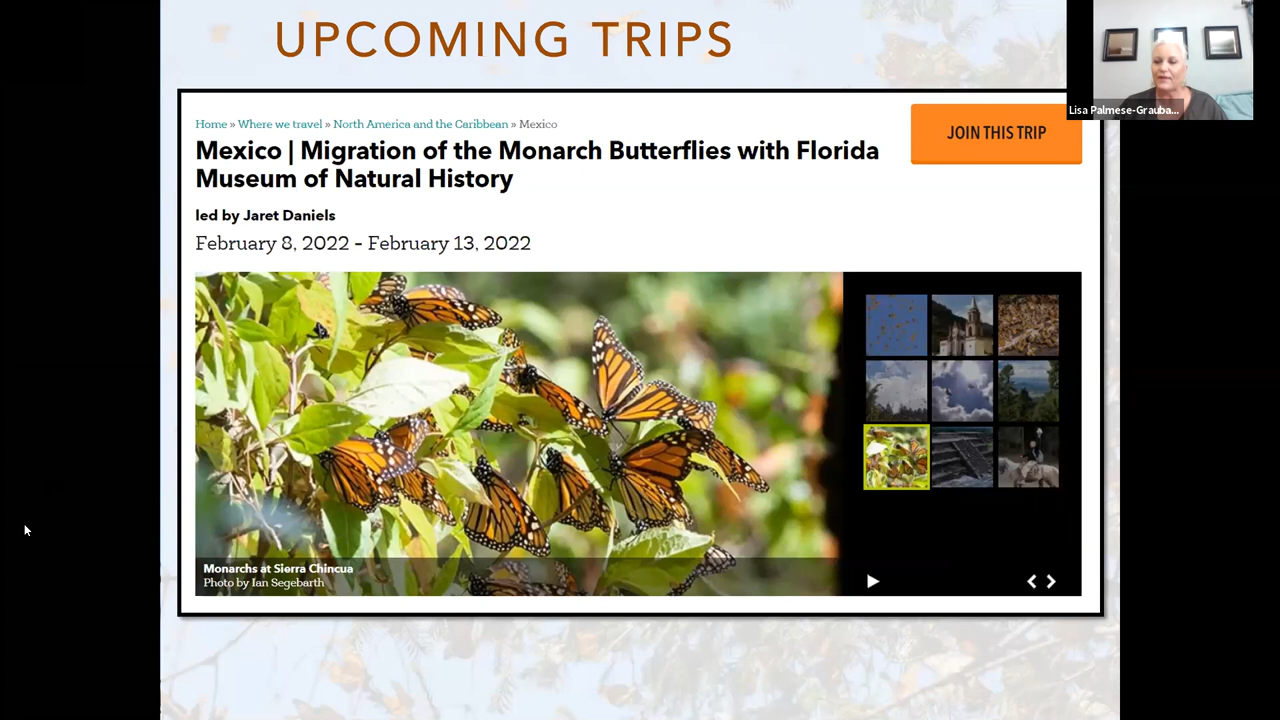 UPCOMING TRIPS
Lisa Palmese-Grauba...
Home » Where we travel » North America and the Caribbean » Mexico
JOIN THIS TRIP
Mexico | Migration of the Monarch Butterflies with Florida
Museum of Natural History
led by Jaret Daniels
February 8, 2022 - February 13, 2022
Monarchs at Sierra Chincua
Photo by Ian Segebarth